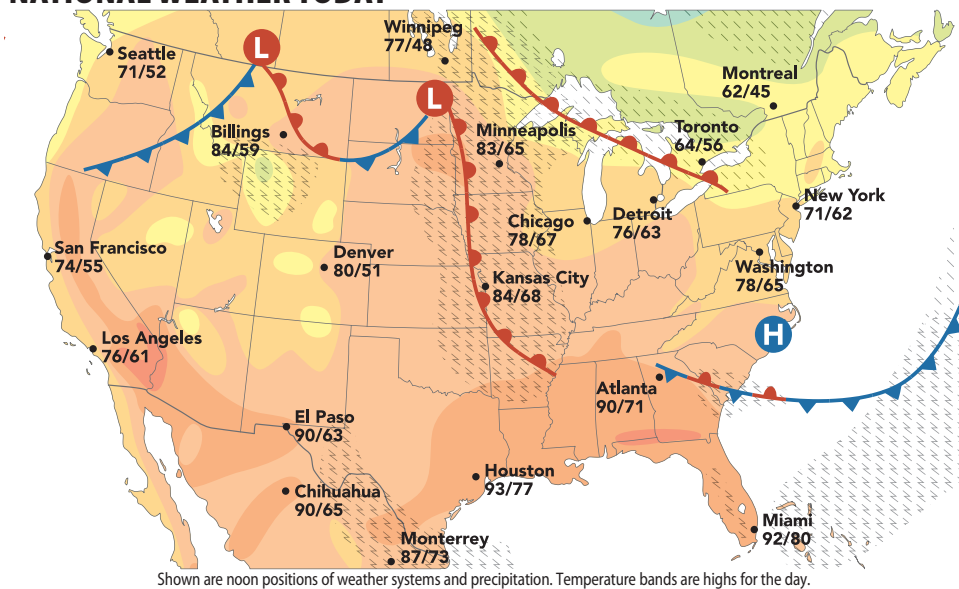 NATIONAL WEATHER TODAY
Winnipeg
77/48
Seattle
71/52
L
Montreal
62/45
L
Billings
84/59
Minneapolis
83/65
Toronto
64/56
New York
71/62
Chicago
78/67
Detroit
76/63
San Francisco
74/55
Denver
80/51
Washington
78/65
Kansas City
84/68
H
Los Angeles
76/61
Atlanta
90/71
El Paso
90/63
Houston
93/77
Chihuahua
90/65
Miami
92/80
Monterrey
87/73
Shown are noon positions of weather systems and precipitation. Temperature bands are highs for the day.